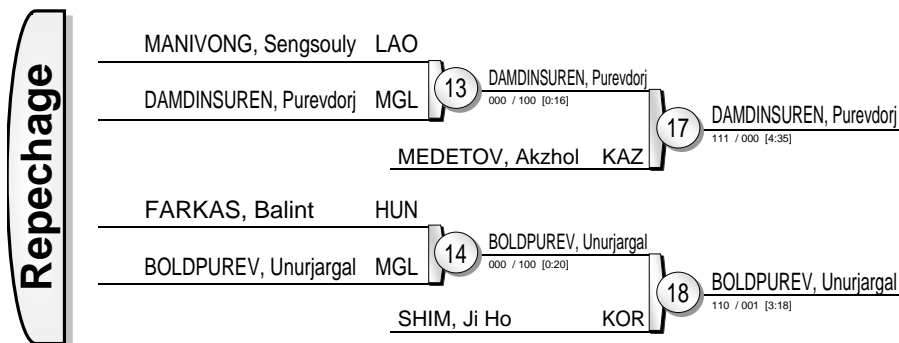 Repechage
MANIVONG, Sengsouly LAO
DAMDINSUREN, Purevdorj MGL
13
DAMDINSUREN, Purevdorj
000 / 100 [0:16]
MEDETOV, Akzhol KAZ
17
DAMDINSUREN, Purevdorj
111 / 000 [4:35]
FARKAS, Balint HUN
BOLDPUREV, Unurjargal MGL
14
BOLDPUREV, Unurjargal
000 / 100 [0:20]
SHIM, Ji Ho KOR
18
BOLDPUREV, Unurjargal
110 / 001 [3:18]